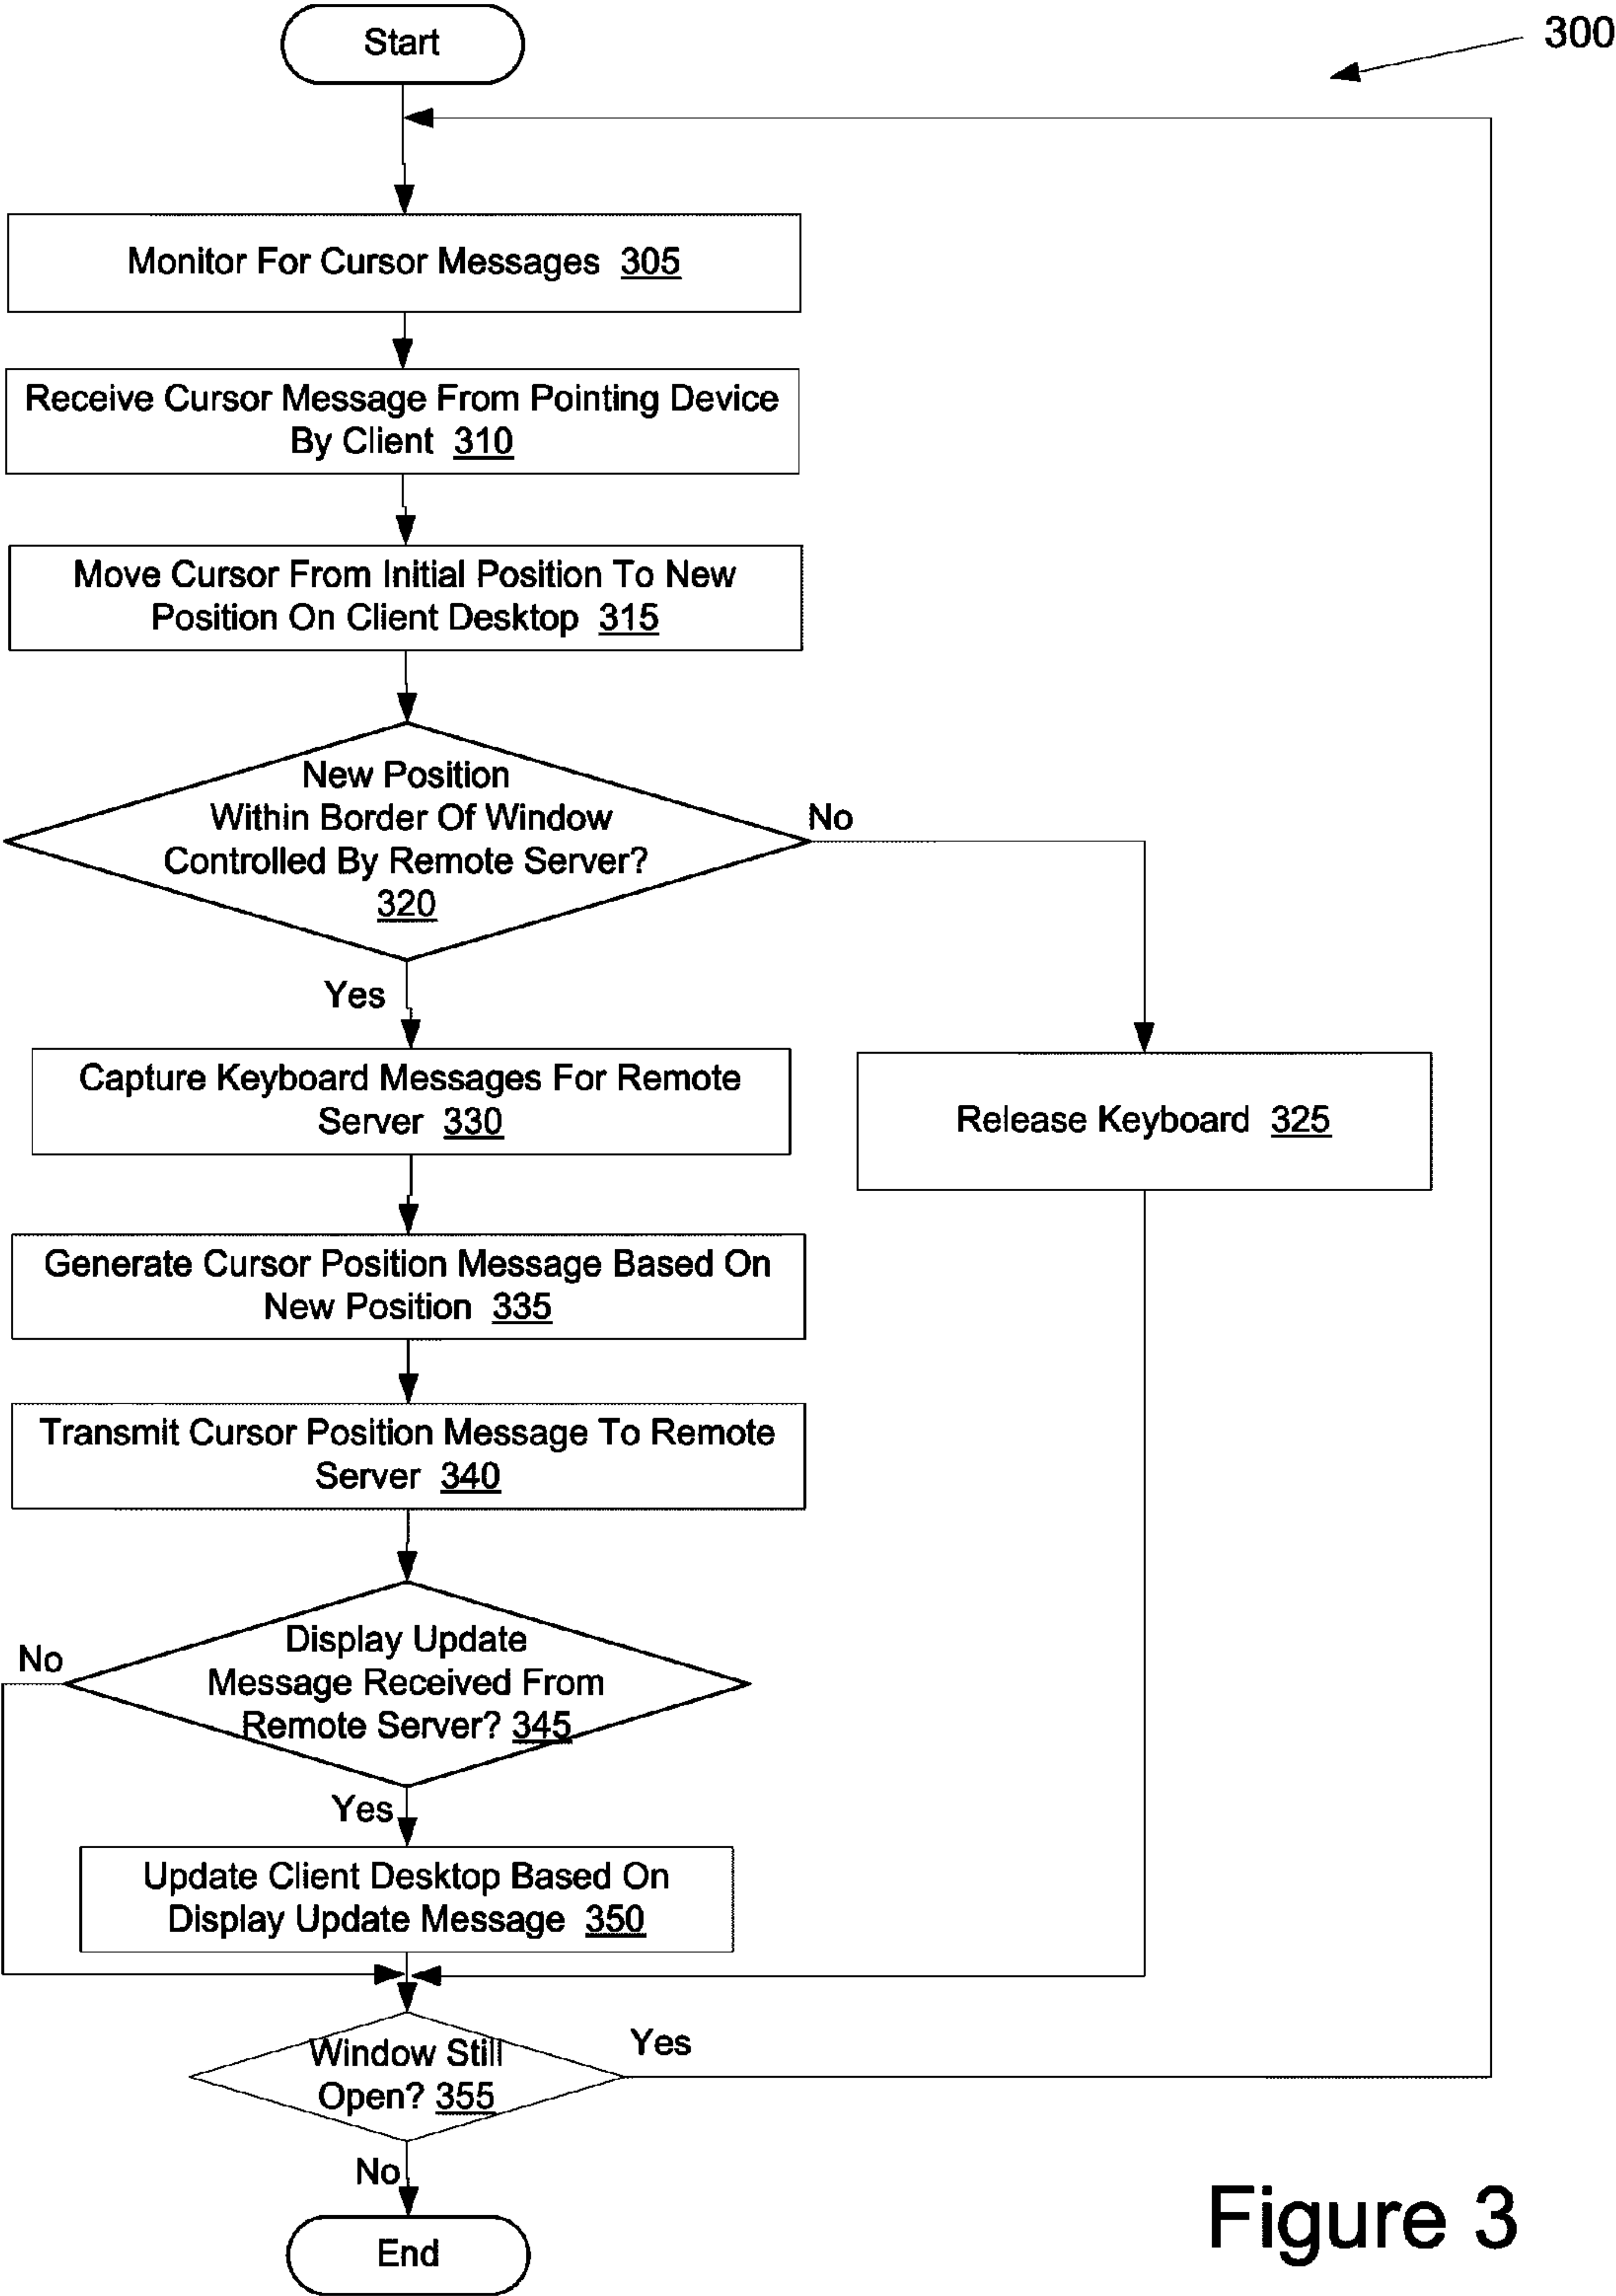 Start
300
Monitor For Cursor Messages 305
Receive Cursor Message From Pointing Device
By Client 310
Move Cursor From Initial Position To New
Position On Client Desktop 315
New Position
Within Border Of Window
Controlled By Remote Server?
320
No
Yes
Capture Keyboard Messages For Remote
Server 330
Release Keyboard 325
Generate Cursor Position Message Based On
New Position 335
Transmit Cursor Position Message To Remote
Server 340
Display Update
Message Received From
Remote Server? 345
No
Yes
Update Client Desktop Based On
Display Update Message 350
Window Still
Open? 355
Yes
No
End
Figure 3